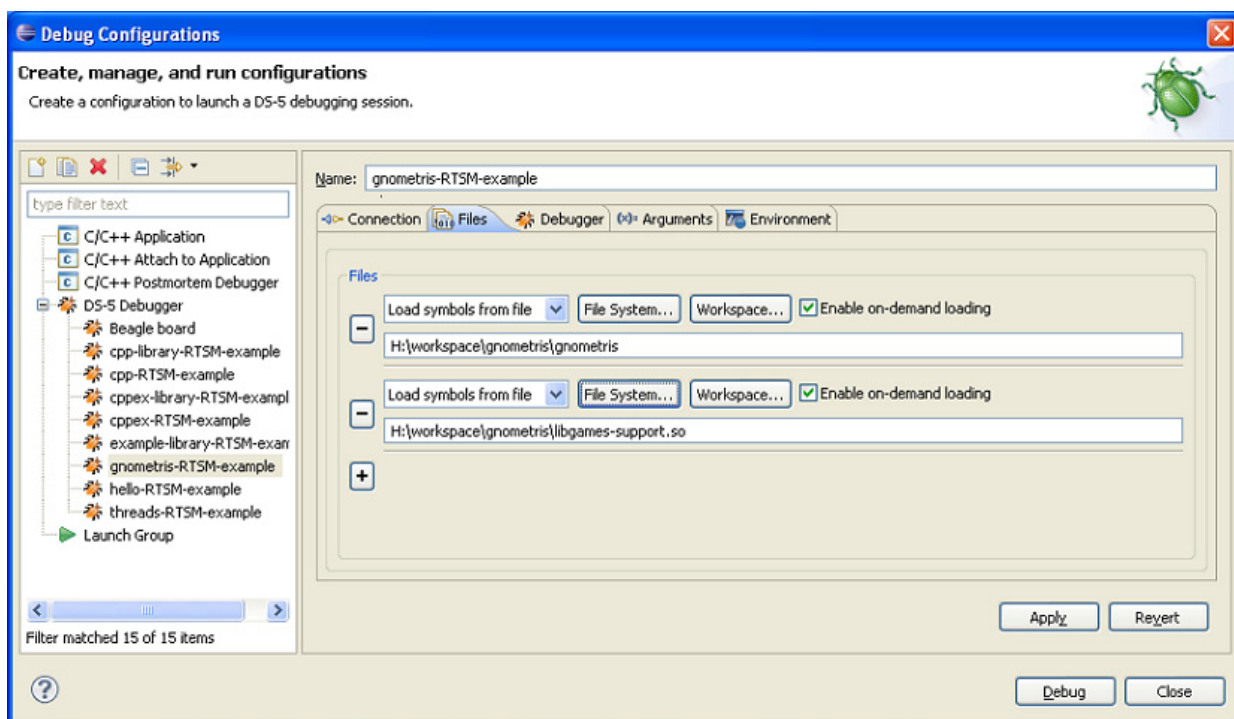 Debug Configurations
Create, manage, and run configurations
Create a configuration to launch a DS-5 debugging session.
type filter text
C/C++ Application
C/C++ Attach to Application
C/C++ Postmortem Debugger
DS-5 Debugger
Beagle board
cpp-library-RTSM-example
cpp-RTSM-example
cppex-library-RTSM-exampl
cppex-RTSM-example
example-library-RTSM-exam
gnometris-RTSM-example
hello-RTSM-example
threads-RTSM-example
Launch Group
Filter matched 15 of 15 items
Name: gnometris-RTSM-example
Connection Files Debugger Arguments Environment
Files
Load symbols from file File System... Workspace... Enable on-demand loading
H:\workspace\gnometris\gnometris
Load symbols from file File System... Workspace... Enable on-demand loading
H:\workspace\gnometris\libgames-support.so
Apply Revert
Debug Close